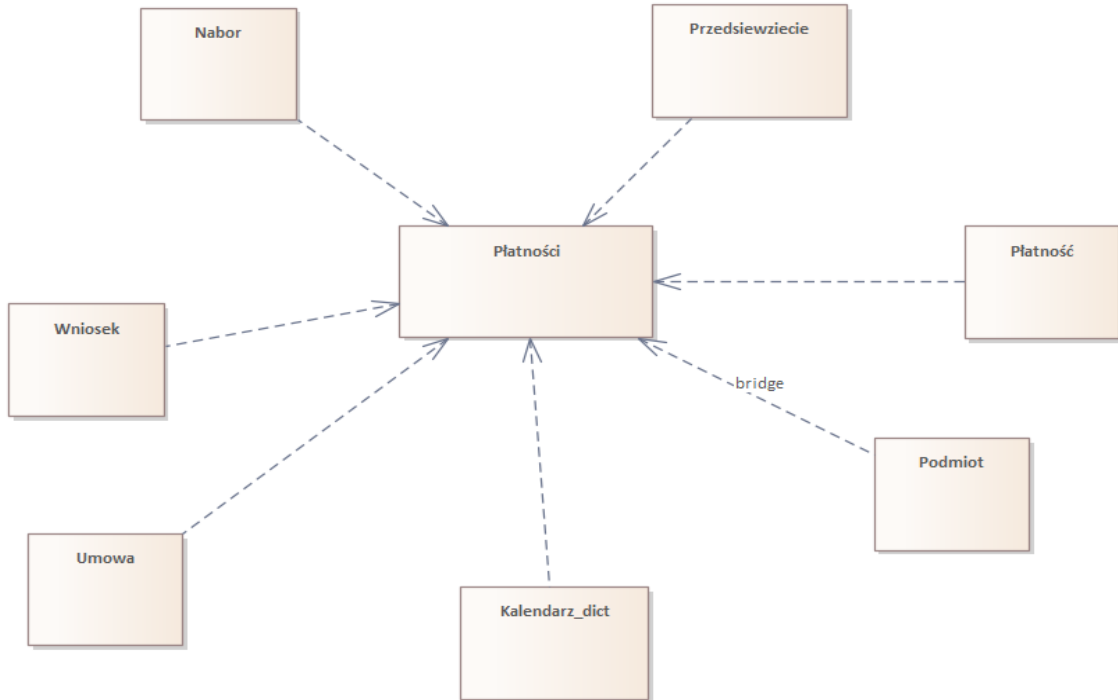 Nabor
Przedsiewziecie
Płatności
Płatność
Wniosek
bridge
Podmiot
Umowa
Kalendarz_dict